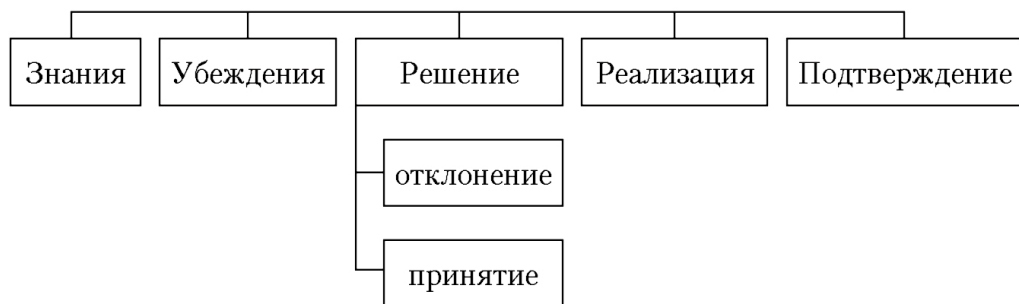 Знания
Убеждения
Решение
Реализация
Подтверждение
отклонение
принятие